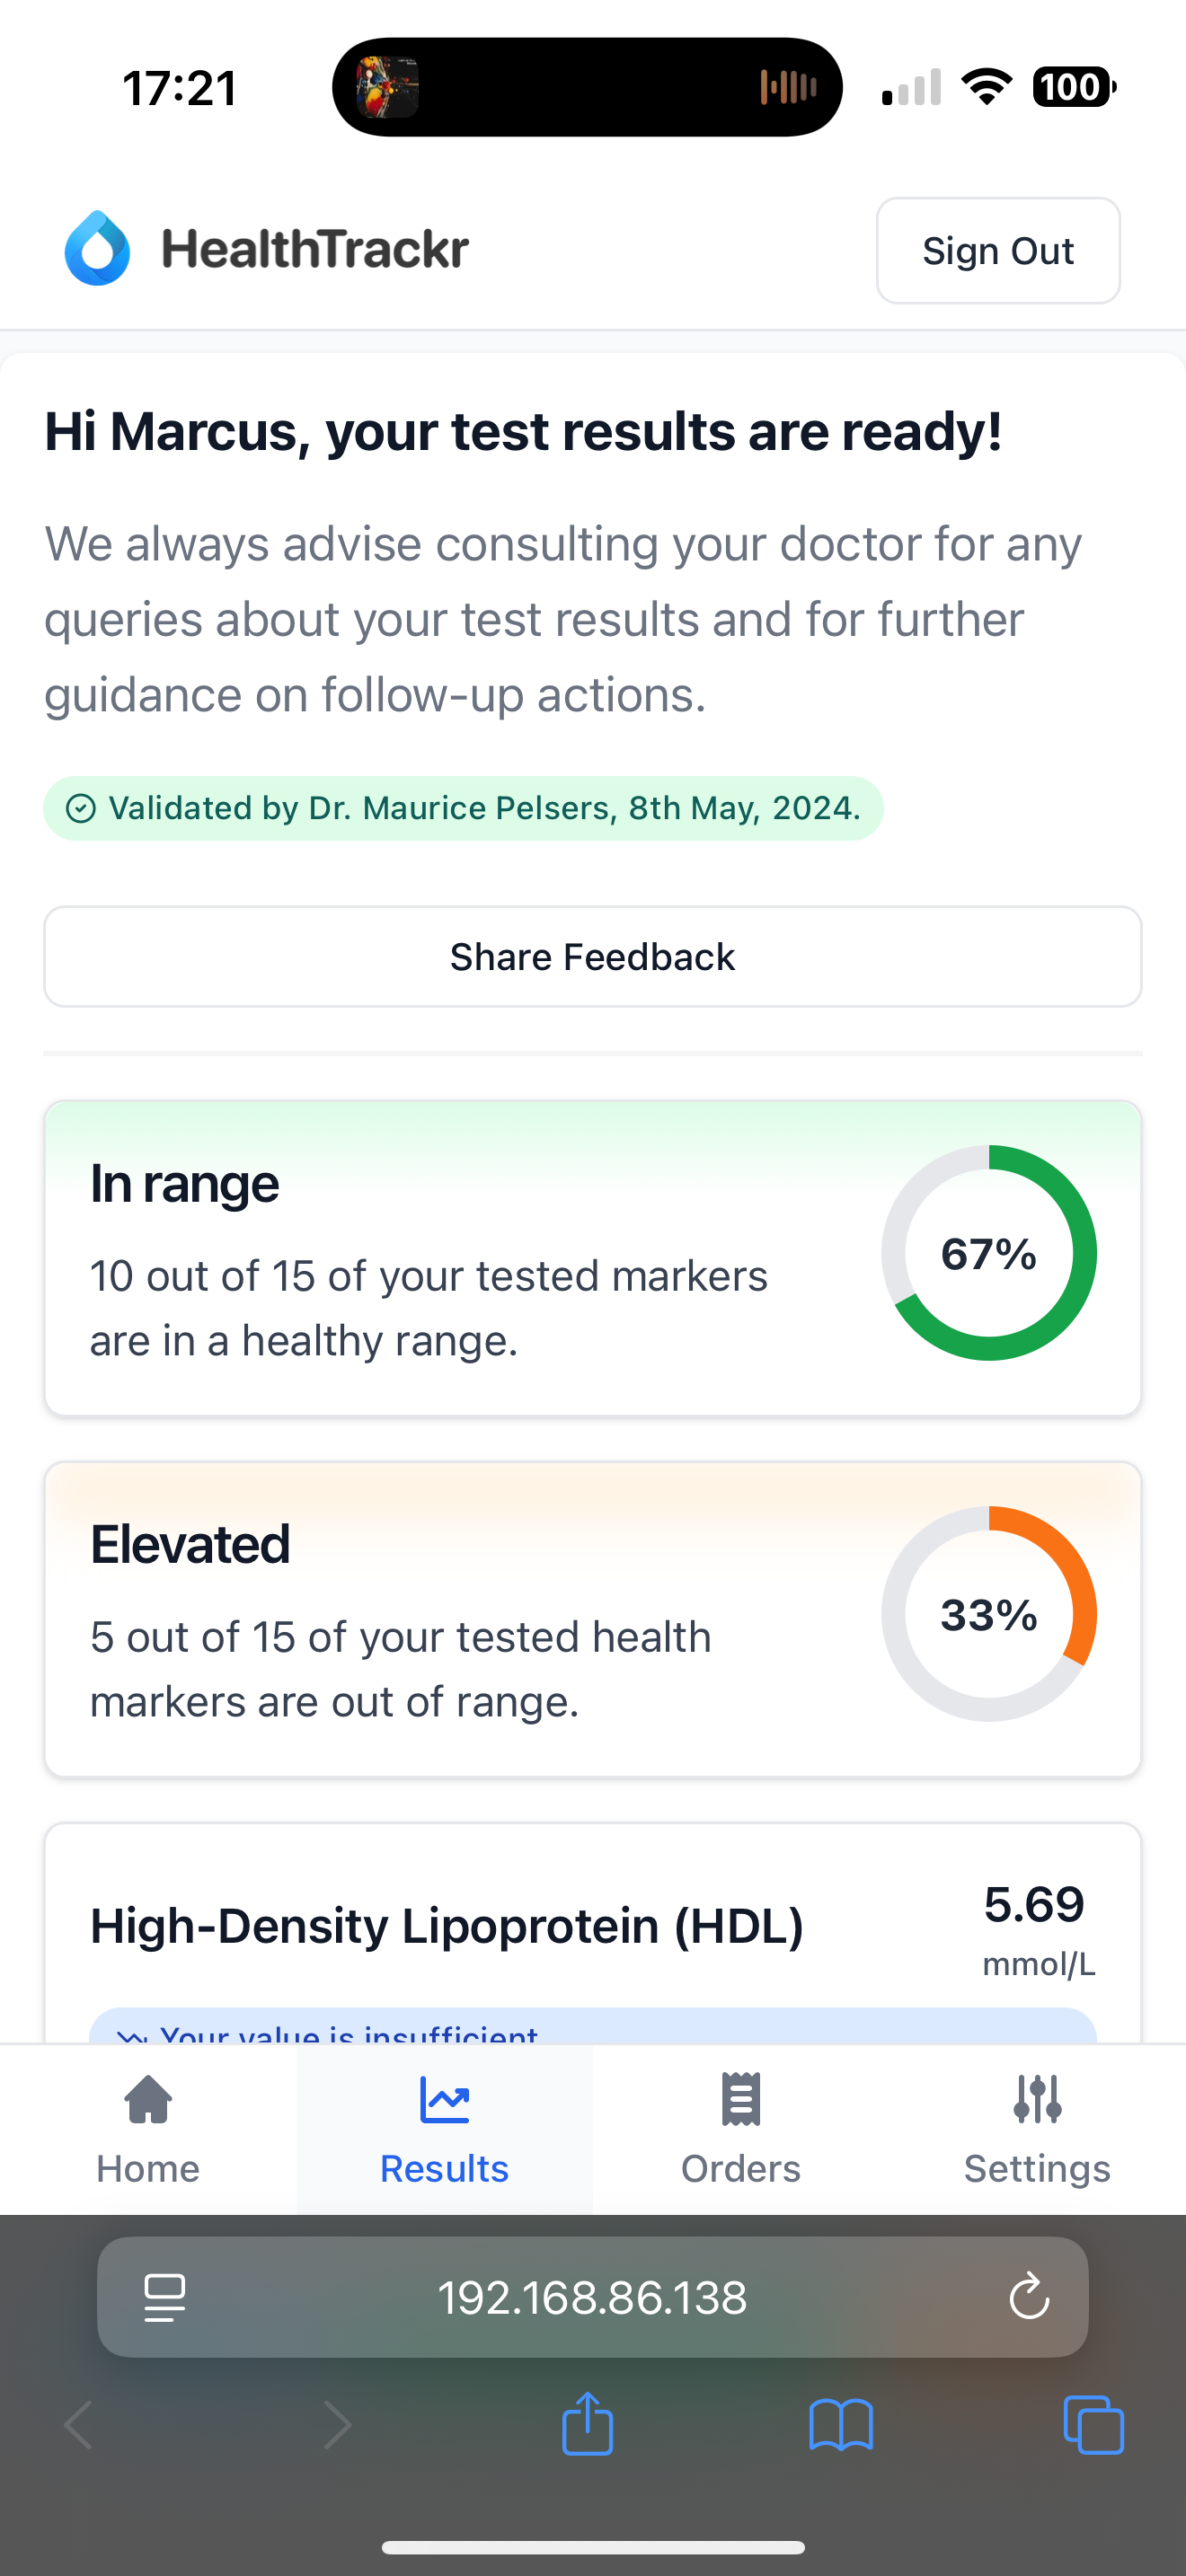 17:21
100
HealthTrackr
Sign Out
Hi Marcus, your test results are ready!
We always advise consulting your doctor for any
queries about your test results and for further
guidance on follow-up actions.
Validated by Dr. Maurice Pelsers, 8th May, 2024.
Share Feedback
In range
10 out of 15 of your tested markers
are in a healthy range.
67%
Elevated
5 out of 15 of your tested health
markers are out of range.
33%
High-Density Lipoprotein (HDL)
5.69
mmol/L
Your value is insufficient
Home
Results
Orders
Settings
192.168.86.138